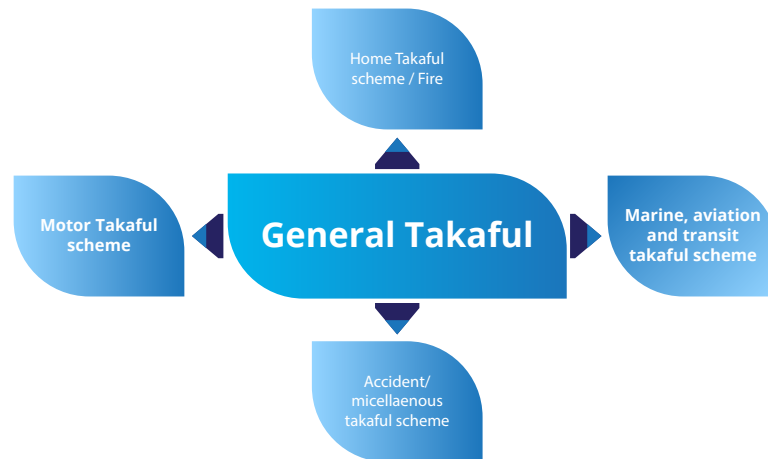 Home Takaful
scheme / Fire
Motor Takaful
scheme
General Takaful
Marine, aviation
and transit
takaful scheme
Accident/
micellaenous
takaful scheme